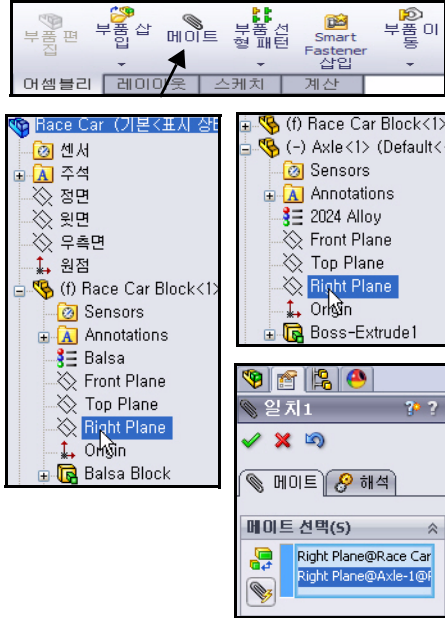 부품 편
집
부품 삽
입
메이트
부품 선
형 패턴
Smart
Fastener
삽입
부품 이
동
어셈블리
레이아웃
스케치
계산
Race Car (기본<표시 상태
센서
주석
정면
윗면
우측면
원점
(f) Race Car Block<1>
Sensors
Annotations
Balsa
Front Plane
Top Plane
Right Plane
Origin
Balsa Block
(f) Race Car Block<1>
(-) Axle<1> (Default<
Sensors
Annotations
2024 Alloy
Front Plane
Top Plane
Right Plane
Origin
Boss-Extrude1
일치1
? ?
메이트
해석
메이트 선택(S)
Right Plane@Race Car
Right Plane@Axle-1@